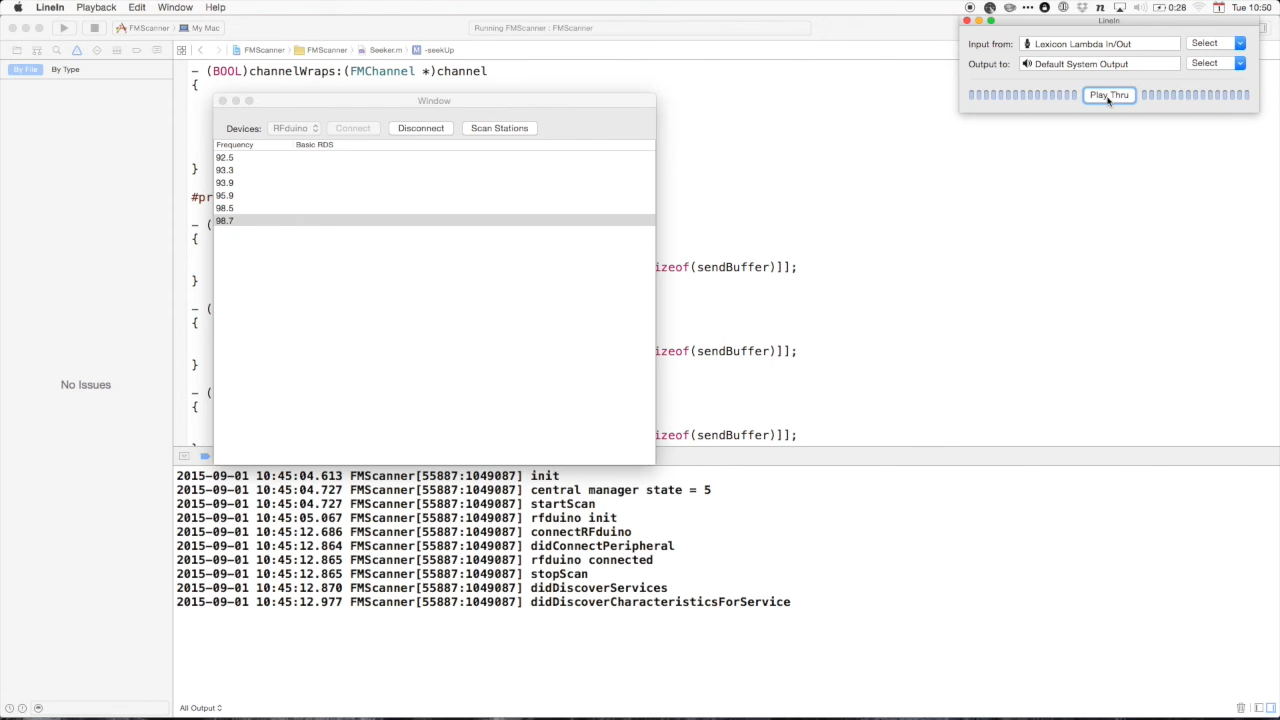 LineIn Playback Edit Window Help
0:28 Tue 10:50
FMScanner My Mac
Running FMScanner : FMScanner
FMScanner FMScanner Seeker.m M -seekUp
By File By Type
No Issues
- (BOOL)channelWraps:(FMChannel *)channel
{
}
#pr
- (
{
izeof(sendBuffer)]];
}
- (
{
izeof(sendBuffer)]];
}
- (
{
izeof(sendBuffer)]];
Window
Devices: RFduino Connect Disconnect Scan Stations
Frequency Basic RDS
92.5
93.3
93.9
95.9
98.5
98.7
LineIn
Input from: Lexicon Lambda In/Out Select
Output to: Default System Output Select
Play Thru
2015-09-01 10:45:04.613 FMScanner[55887:1049087] init
2015-09-01 10:45:04.727 FMScanner[55887:1049087] central manager state = 5
2015-09-01 10:45:04.727 FMScanner[55887:1049087] startScan
2015-09-01 10:45:05.067 FMScanner[55887:1049087] rfduino init
2015-09-01 10:45:12.686 FMScanner[55887:1049087] connectRFduino
2015-09-01 10:45:12.864 FMScanner[55887:1049087] didConnectPeripheral
2015-09-01 10:45:12.865 FMScanner[55887:1049087] rfduino connected
2015-09-01 10:45:12.865 FMScanner[55887:1049087] stopScan
2015-09-01 10:45:12.870 FMScanner[55887:1049087] didDiscoverServices
2015-09-01 10:45:12.977 FMScanner[55887:1049087] didDiscoverCharacteristicsForService
All Output